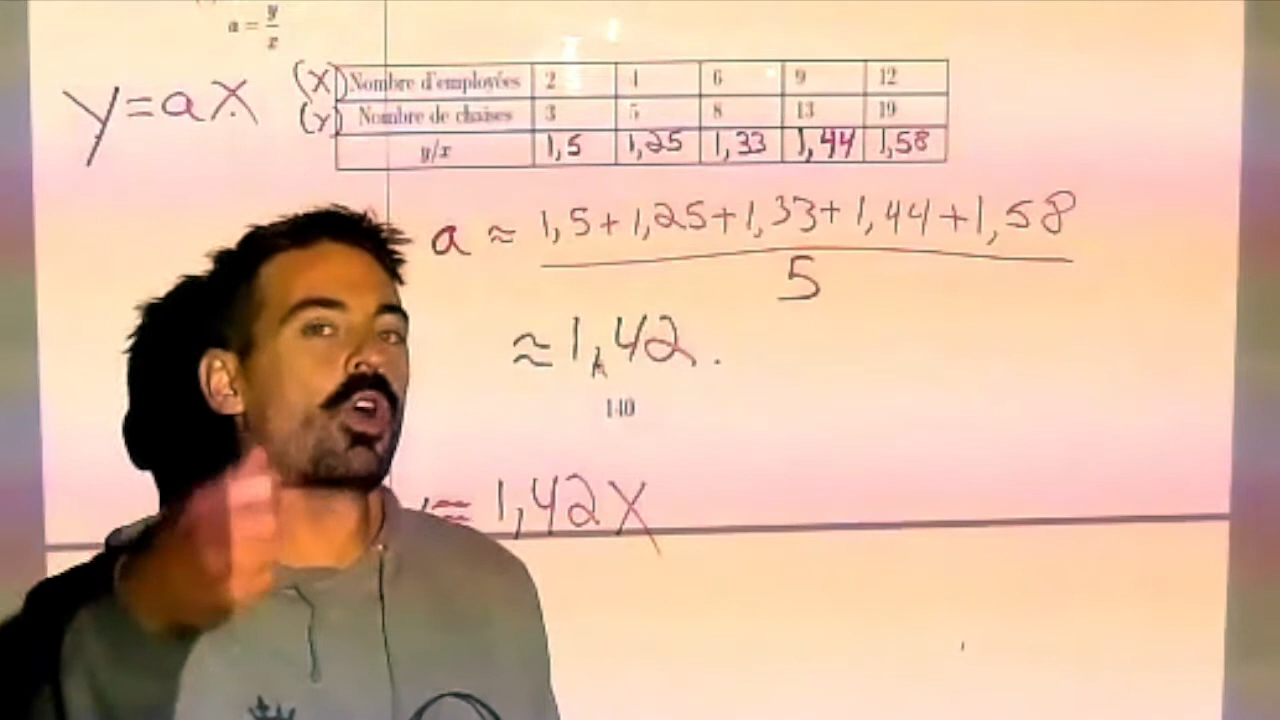 a = y/x
y=ax
(x) Nombre d'employées 2 4 6 9 12
(y) Nombre de chaises 3 5 8 13 19
y/x 1,5 1,25 1,33 1,44 1,58
a ≈ 1,5+1,25+1,33+1,44+1,58
5
≈ 1,42.
140
≈ 1,42x